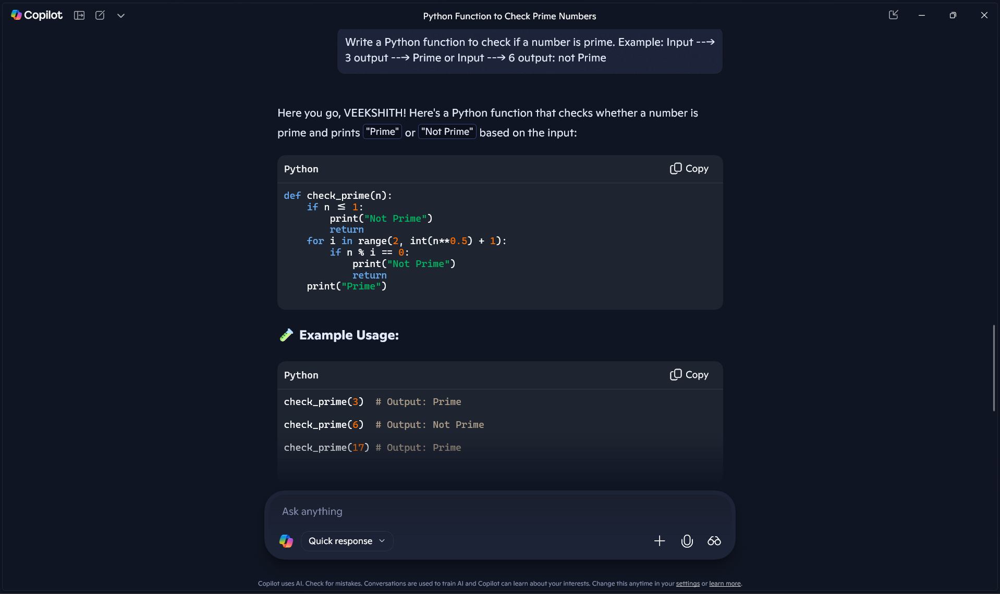 Copilot
Python Function to Check Prime Numbers
Write a Python function to check if a number is prime. Example: Input --->
3 output ---> Prime or Input ---> 6 output: not Prime
Here you go, VEEKSHITH! Here's a Python function that checks whether a number is
prime and prints "Prime" or "Not Prime" based on the input:
Python
Copy
def check_prime(n):
    if n <= 1:
        print("Not Prime")
        return
    for i in range(2, int(n**0.5) + 1):
        if n % i == 0:
            print("Not Prime")
            return
    print("Prime")
Example Usage:
Python
Copy
check_prime(3)  # Output: Prime
check_prime(6)  # Output: Not Prime
check_prime(17) # Output: Prime
Ask anything
Quick response
Copilot uses AI. Check for mistakes. Conversations are used to train AI and Copilot can learn about your interests. Change this anytime in your settings or learn more.